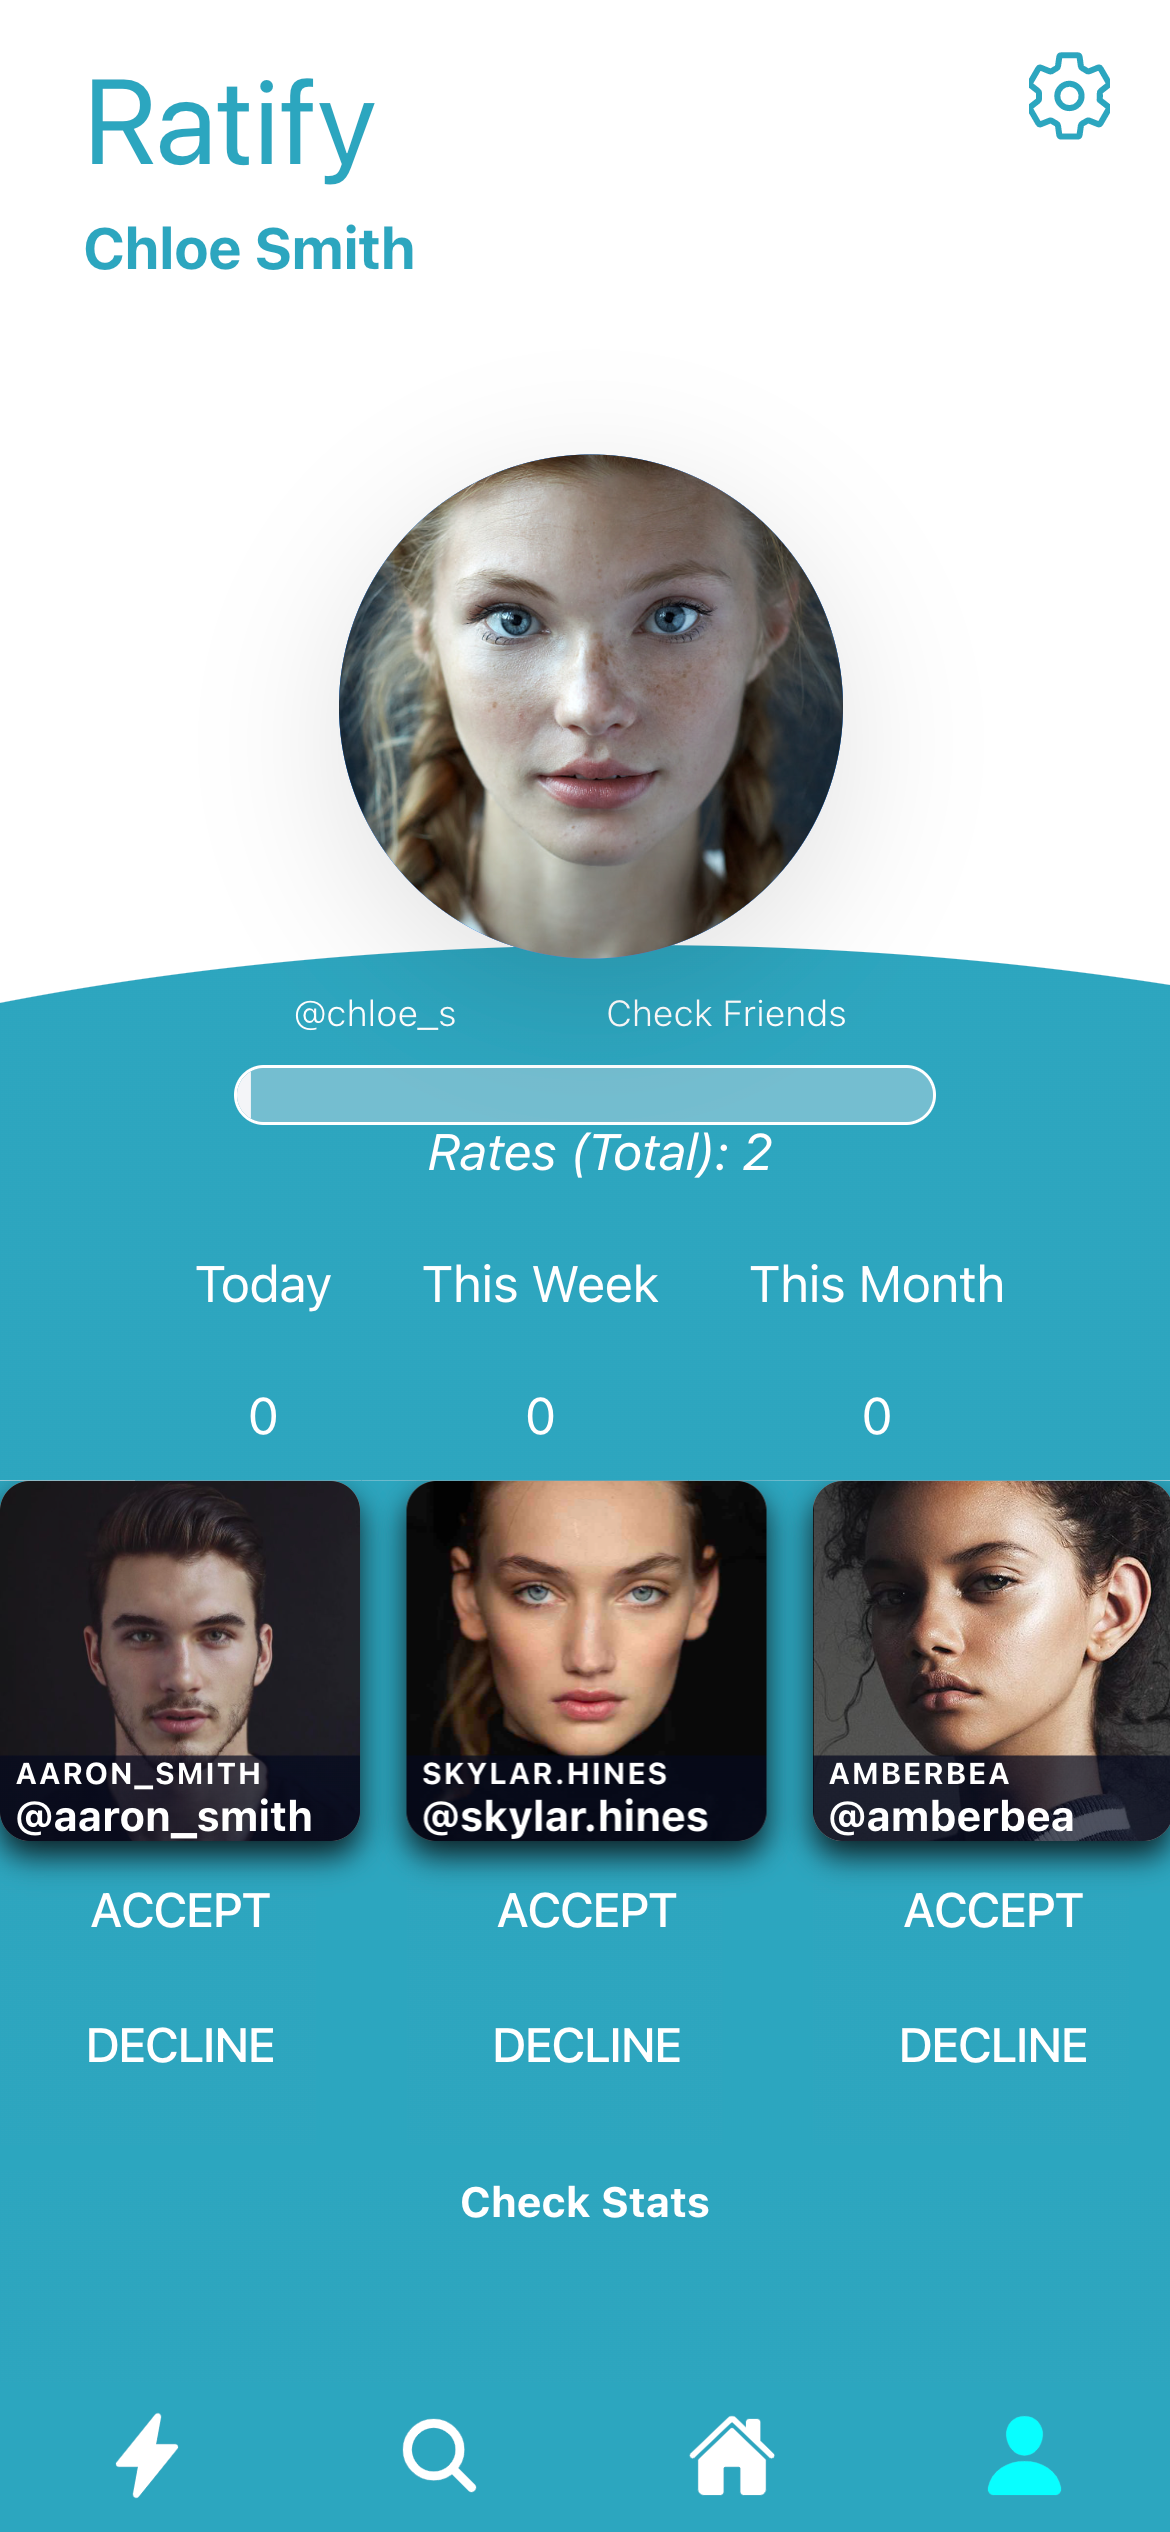 Ratify
Chloe Smith
@chloe_s Check Friends
Rates (Total): 2
Today This Week This Month
0 0 0
AARON_SMITH SKYLAR.HINES AMBERBEA
@aaron_smith @skylar.hines @amberbea
ACCEPT ACCEPT ACCEPT
DECLINE DECLINE DECLINE
Check Stats